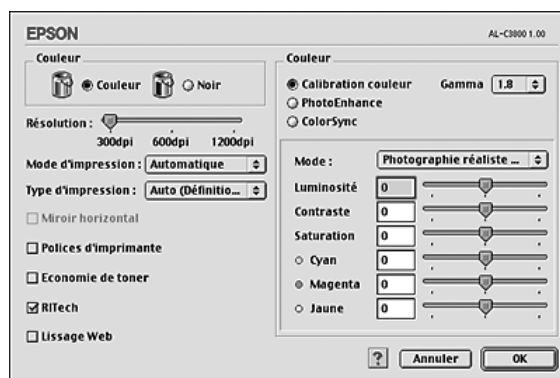 EPSON
AL-C3800 1.00
Couleur
Couleur
Noir
Résolution :
300dpi 600dpi 1200dpi
Mode d'impression : Automatique
Type d'impression : Auto (Définitio...
Miroir horizontal
Polices d'imprimante
Economie de toner
RITech
Lissage Web
Couleur
Calibration couleur
Gamma 1.8
PhotoEnhance
ColorSync
Mode : Photographie réaliste ...
Luminosité 0
Contraste 0
Saturation 0
Cyan 0
Magenta 0
Jaune 0
? Annuler OK